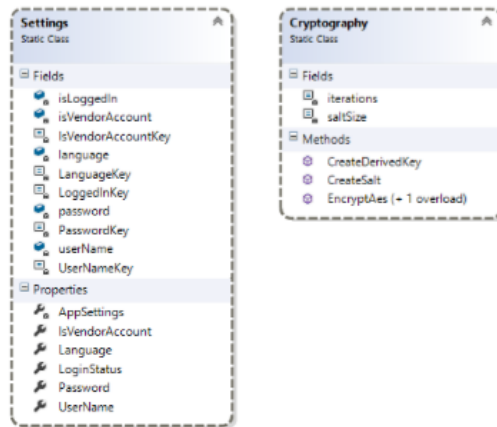 Settings
Static Class
Fields
isLoggedIn
isVendorAccount
IsVendorAccountKey
language
LanguageKey
LoggedInKey
password
PasswordKey
userName
UserNameKey
Properties
AppSettings
IsVendorAccount
Language
LoginStatus
Password
UserName
Cryptography
Static Class
Fields
iterations
saltSize
Methods
CreateDerivedKey
CreateSalt
EncryptAes (+ 1 overload)